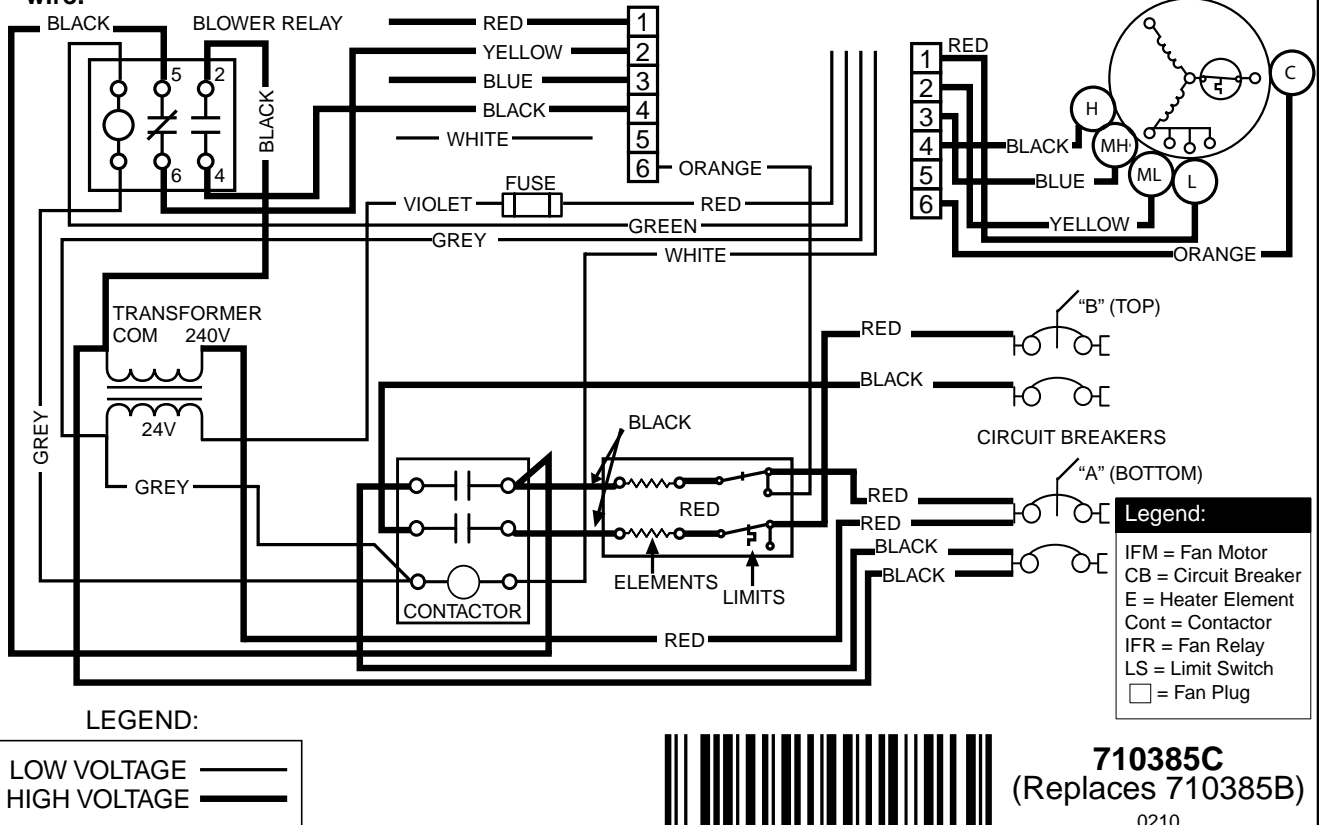 wire.
BLACK
BLOWER RELAY
RED
YELLOW
BLUE
BLACK
WHITE
1
2
3
4
5
6
ORANGE
5
2
6
4
BLACK
FUSE
VIOLET
RED
GREEN
GREY
WHITE
1
2
3
4
5
6
RED
BLACK
BLUE
YELLOW
ORANGE
H
MH
ML
L
C
TRANSFORMER
COM 240V
24V
GREY
GREY
RED
"B" (TOP)
BLACK
CIRCUIT BREAKERS
"A" (BOTTOM)
BLACK
RED
RED
RED
BLACK
BLACK
ELEMENTS
LIMITS
CONTACTOR
RED
Legend:
IFM = Fan Motor
CB = Circuit Breaker
E = Heater Element
Cont = Contactor
IFR = Fan Relay
LS = Limit Switch
= Fan Plug
LEGEND:
LOW VOLTAGE
HIGH VOLTAGE
710385C
(Replaces 710385B)
0210